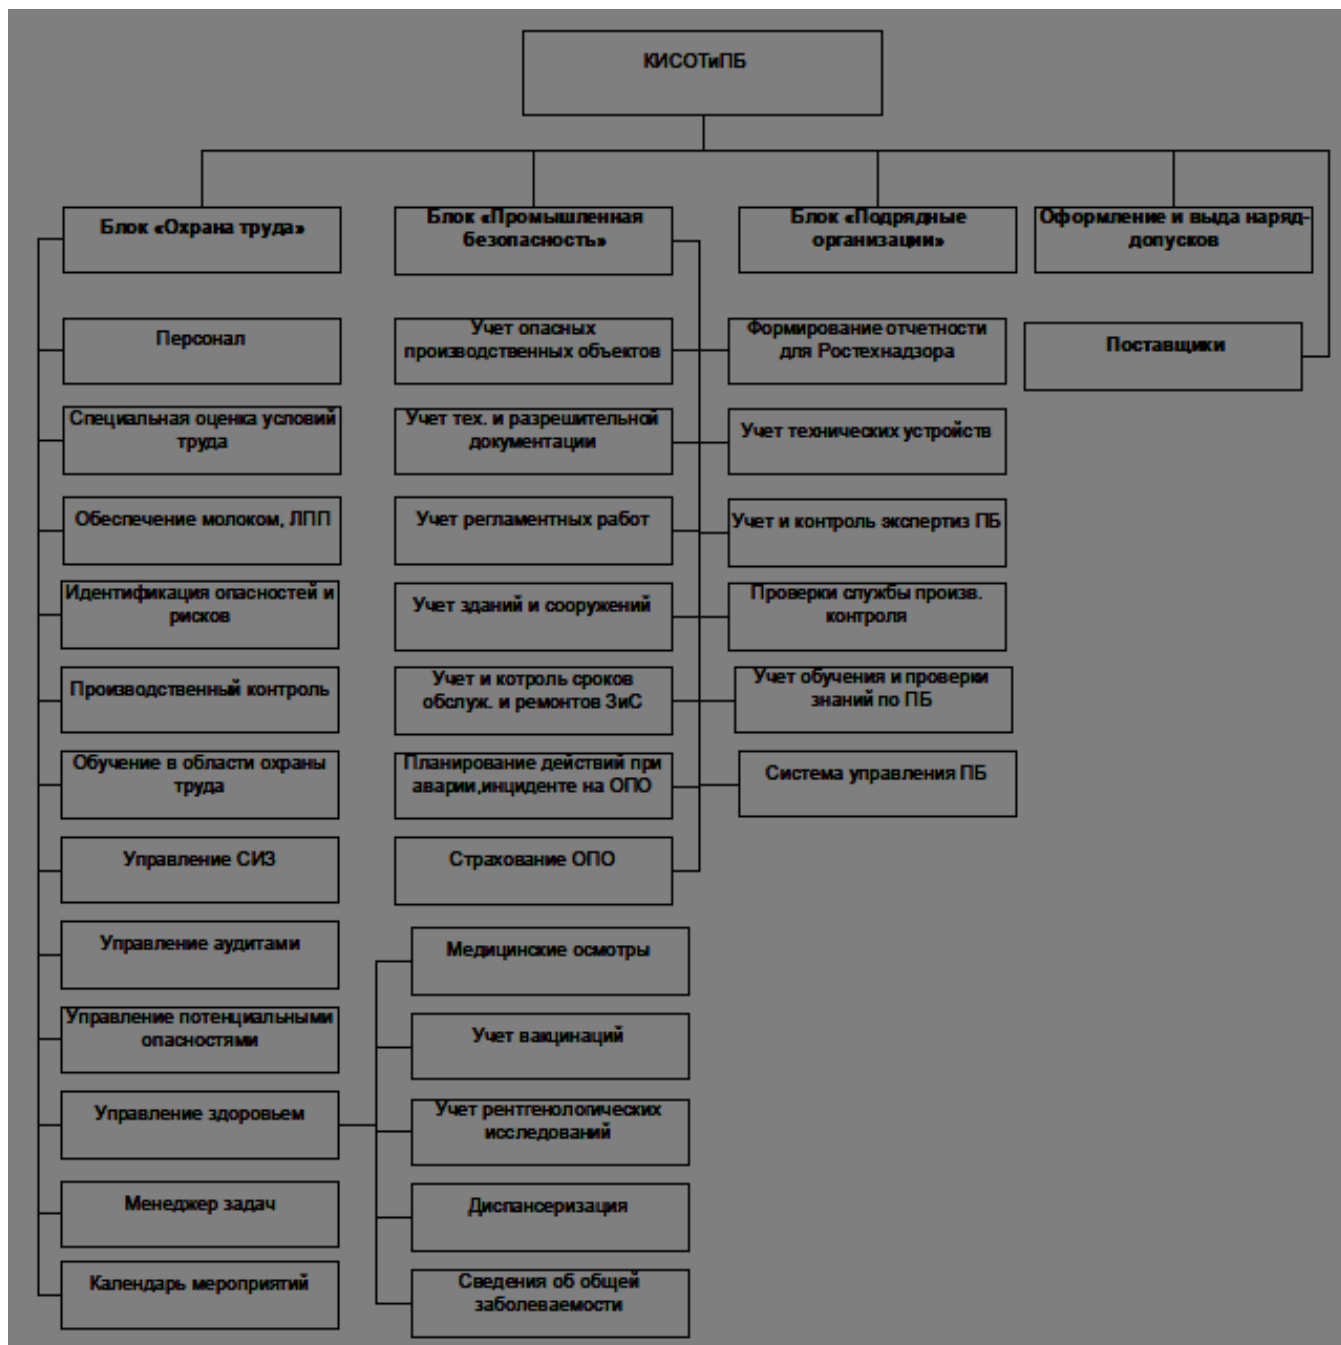 КИСОТиПБ
Блок «Охрана труда»
Блок «Промышленная
безопасность»
Блок «Подрядные
организации»
Оформление и выда наряд-
допусков
Персонал
Учет опасных
производственных объектов
Формирование отчетности
для Ростехнадзора
Поставщики
Специальная оценка условий
труда
Учет тех. и разрешительной
документации
Учет технических устройств
Обеспечение молоком, ЛПП
Учет регламентных работ
Учет и контроль экспертиз ПБ
Идентификация опасностей и
рисков
Учет зданий и сооружений
Проверки службы произв.
контроля
Производственный контроль
Учет и котроль сроков
обслуж. и ремонтов ЗиС
Учет обучения и проверки
знаний по ПБ
Обучение в области охраны
труда
Планирование действий при
аварии,инциденте на ОПО
Система управления ПБ
Управление СИЗ
Страхование ОПО
Управление аудитами
Медицинские осмотры
Управление потенциальными
опасностями
Учет вакцинаций
Управление здоровьем
Учет рентгенологических
исследований
Менеджер задач
Диспансеризация
Календарь мероприятий
Сведения об общей
заболеваемости